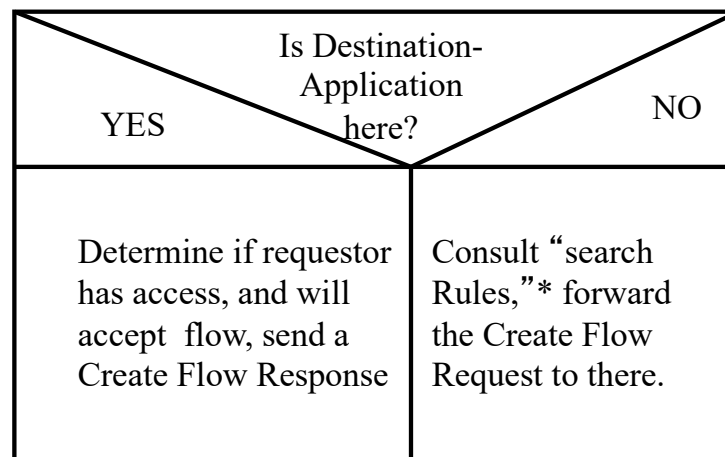 Is Destination-
Application
here?
YES
NO
Determine if requestor
has access, and will
accept flow, send a
Create Flow Response
Consult “search
Rules,”* forward
the Create Flow
Request to there.